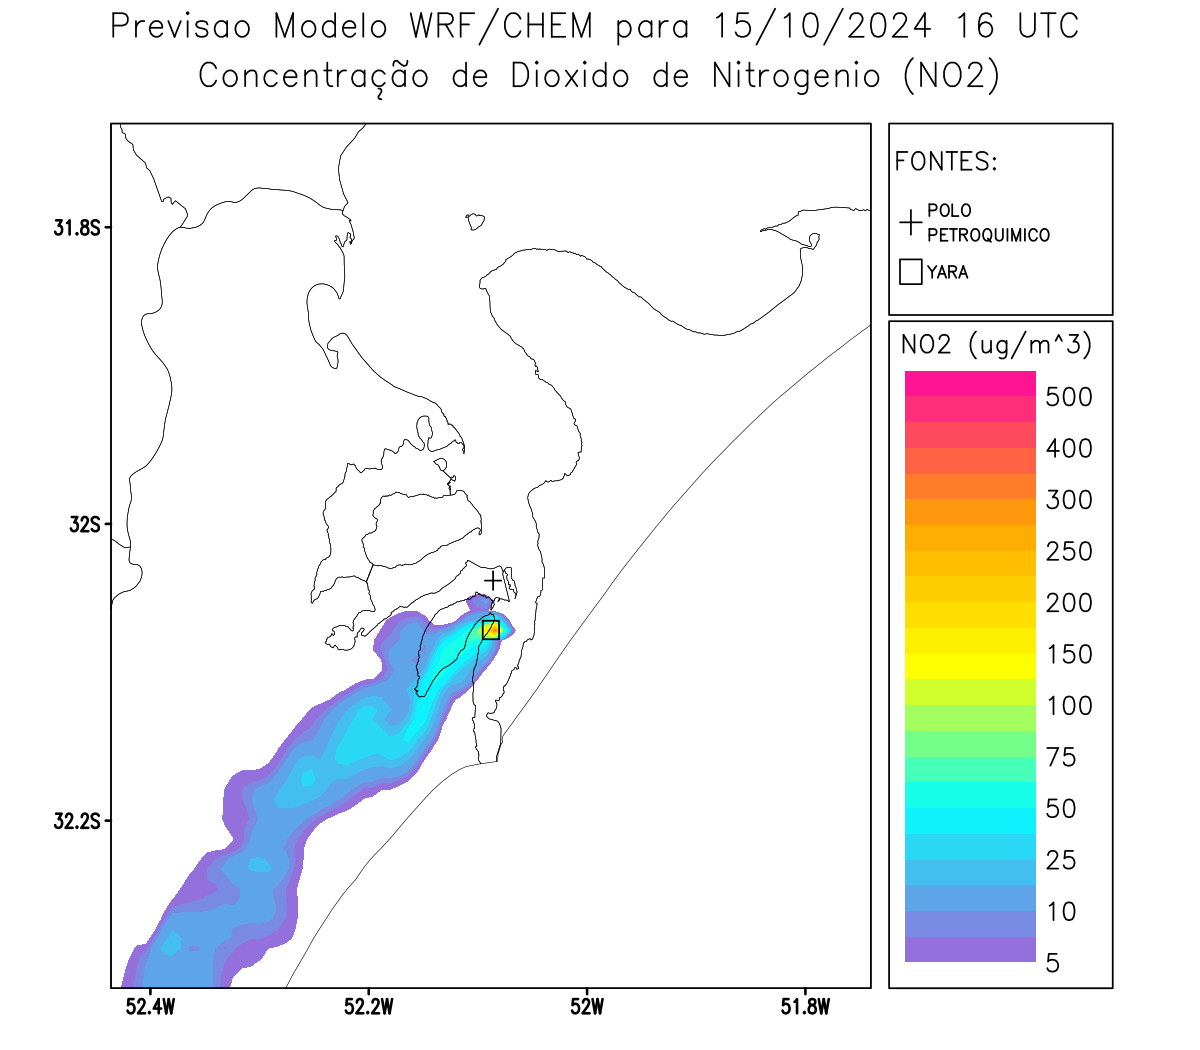 Previsao Modelo WRF/CHEM para 15/10/2024 16 UTC
Concentração de Dioxido de Nitrogenio (NO2)
FONTES:
POLO
PETROQUIMICO
YARA
31.8S
32S
32.2S
52.4W
52.2W
52W
51.8W
NO2 (ug/m^3)
500
400
300
250
200
150
100
75
50
25
10
5